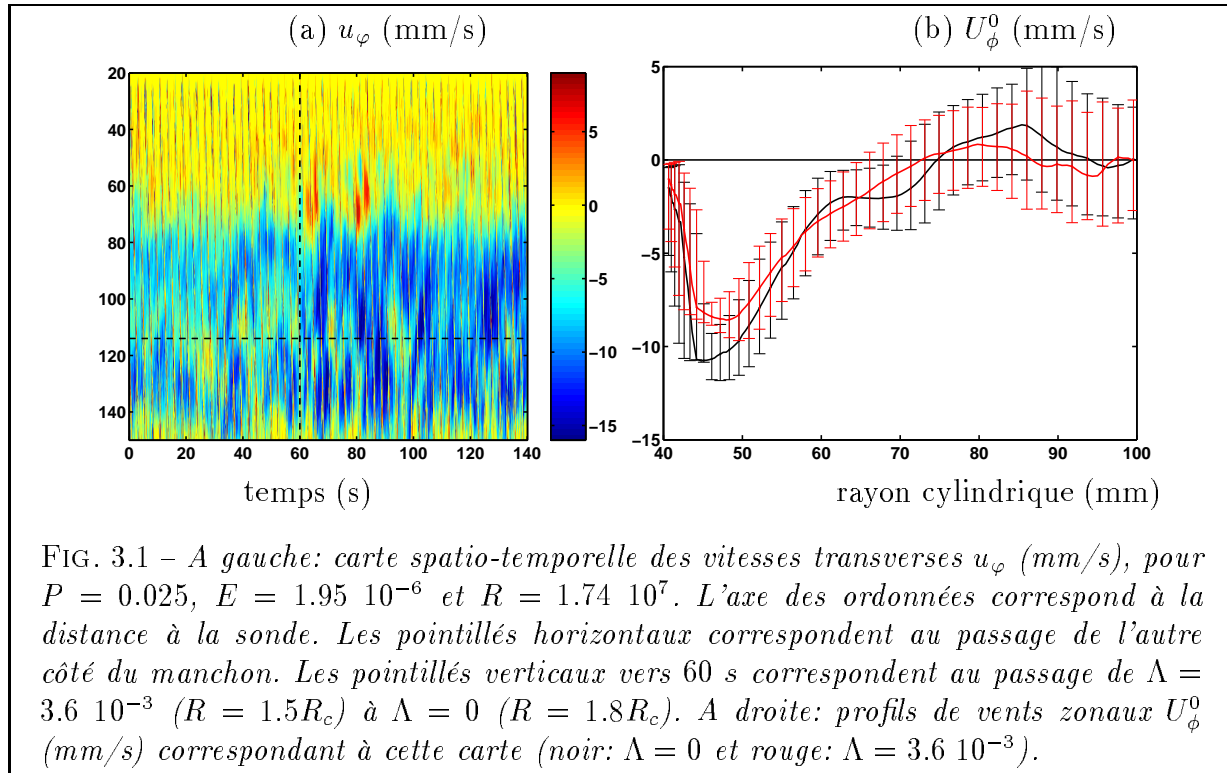 (a) u_φ (mm/s)
(b) U_ϕ^0 (mm/s)
20
40
60
80
100
120
140
0 20 40 60 80 100 120 140
temps (s)
5
0
−5
−10
−15
5
0
−5
−10
−15
40 50 60 70 80 90 100
rayon cylindrique (mm)
FIG. 3.1 – A gauche: carte spatio-temporelle des vitesses transverses u_φ (mm/s), pour
P = 0.025, E = 1.95 10^{−6} et R = 1.74 10^7. L'axe des ordonnées correspond à la
distance à la sonde. Les pointillés horizontaux correspondent au passage de l'autre
côté du manchon. Les pointillés verticaux vers 60 s correspondent au passage de Λ =
3.6 10^{−3} (R = 1.5R_c) à Λ = 0 (R = 1.8R_c). A droite: profils de vents zonaux U_ϕ^0
(mm/s) correspondant à cette carte (noir: Λ = 0 et rouge: Λ = 3.6 10^{−3}).